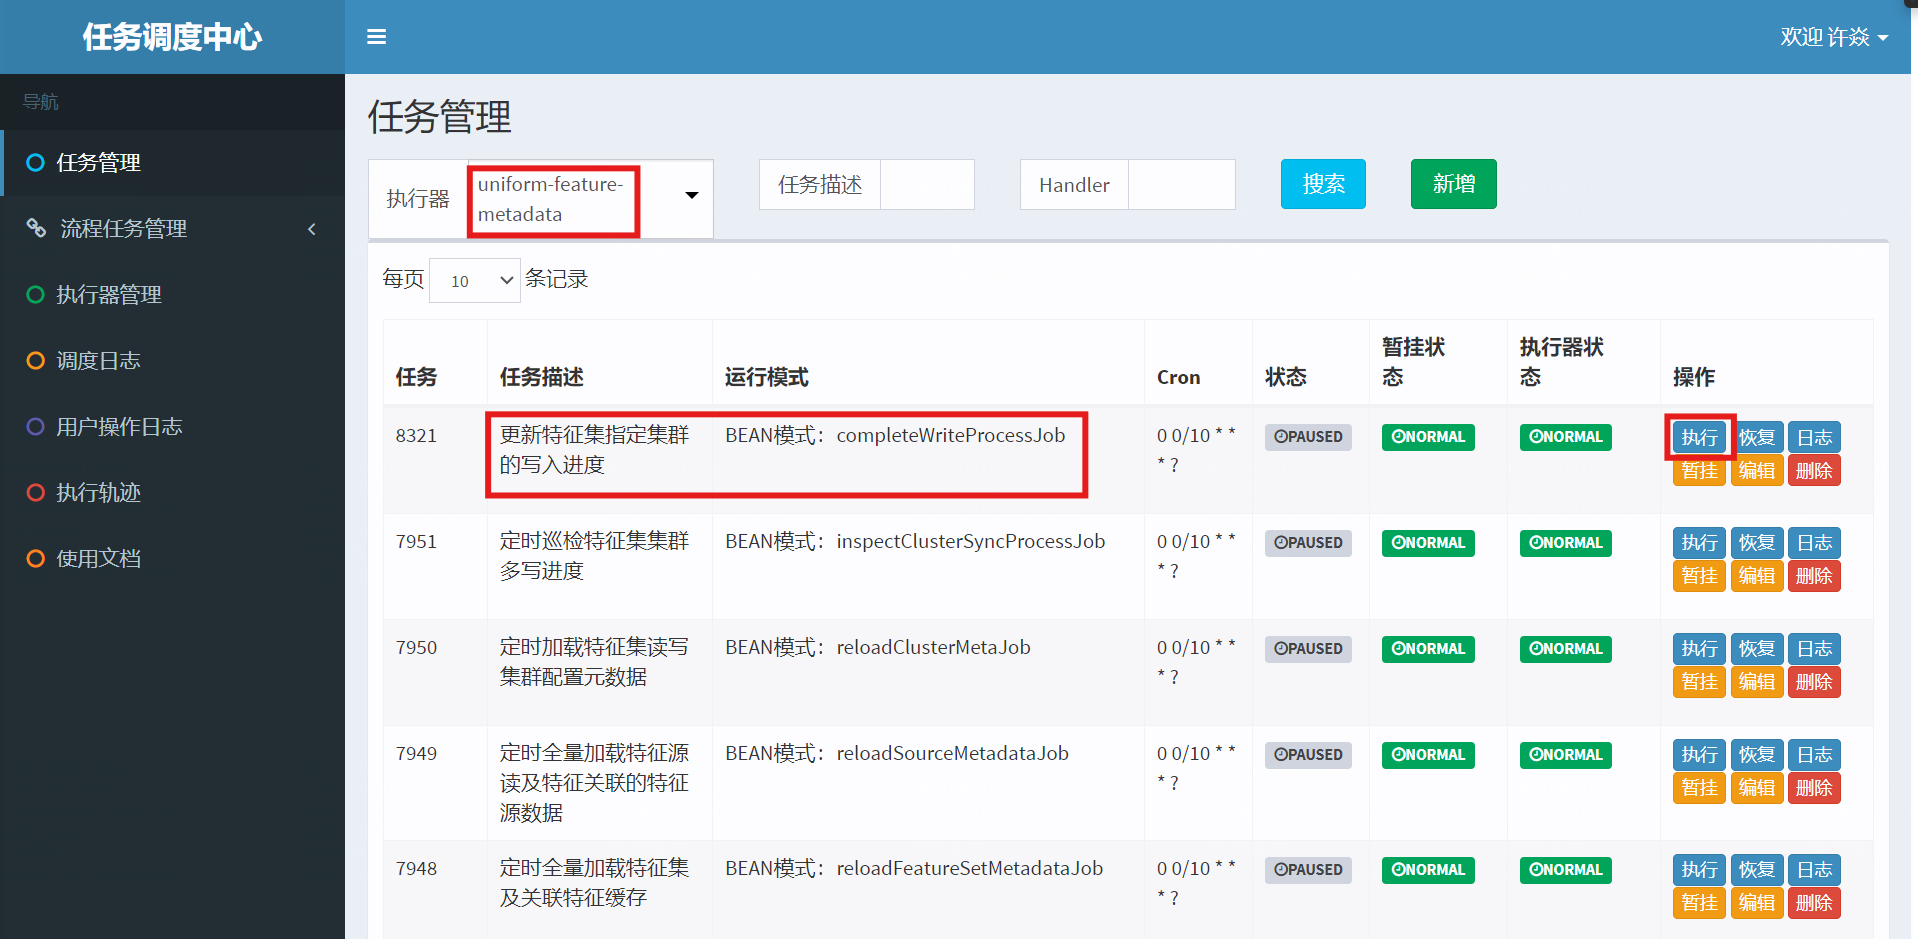 任务调度中心
欢迎 许焱
导航
任务管理
流程任务管理
执行器管理
调度日志
用户操作日志
执行轨迹
使用文档
任务管理
执行器 uniform-feature-
metadata
任务描述 Handler 搜索 新增
每页 10 条记录
任务 任务描述 运行模式 Cron 状态 暂挂状
态 执行器状
态 操作
8321 更新特征集指定集群 BEAN模式：completeWriteProcessJob 0 0/10 * * PAUSED NORMAL NORMAL 执行 恢复 日志
的写入进度 * ? 暂挂 编辑 删除
7951 定时巡检特征集集群 BEAN模式：inspectClusterSyncProcessJob 0 0/10 * * PAUSED NORMAL NORMAL 执行 恢复 日志
多写进度 * ? 暂挂 编辑 删除
7950 定时加载特征集读写 BEAN模式：reloadClusterMetaJob 0 0/10 * * PAUSED NORMAL NORMAL 执行 恢复 日志
集群配置元数据 * ? 暂挂 编辑 删除
7949 定时全量加载特征源 BEAN模式：reloadSourceMetadataJob 0 0/10 * * PAUSED NORMAL NORMAL 执行 恢复 日志
读及特征关联的特征 * ? 暂挂 编辑 删除
源数据
7948 定时全量加载特征集 BEAN模式：reloadFeatureSetMetadataJob 0 0/10 * * PAUSED NORMAL NORMAL 执行 恢复 日志
及关联特征缓存 * ? 暂挂 编辑 删除